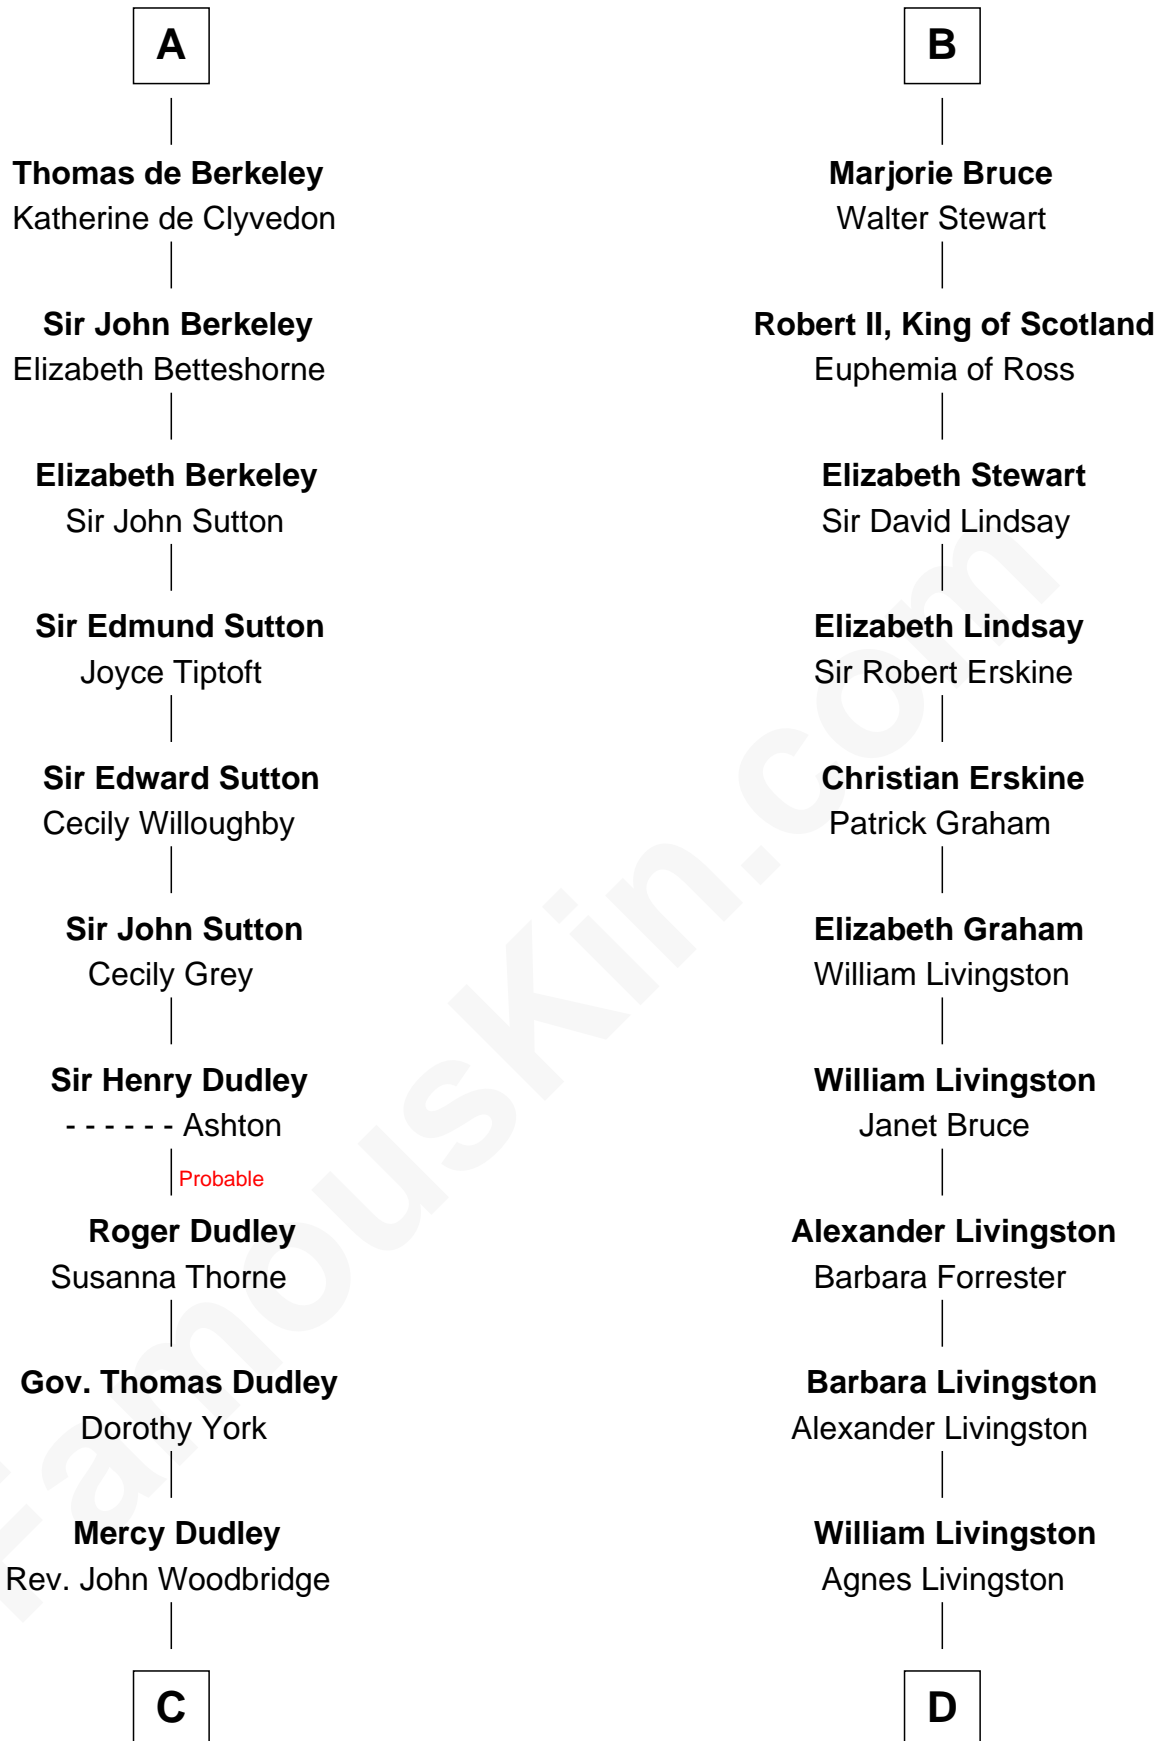 A
Thomas de Berkeley
Katherine de Clyvedon
Sir John Berkeley
Elizabeth Betteshorne
Elizabeth Berkeley
Sir John Sutton
Sir Edmund Sutton
Joyce Tiptoft
Sir Edward Sutton
Cecily Willoughby
Sir John Sutton
Cecily Grey
Sir Henry Dudley
- - - - - - Ashton
Probable
Roger Dudley
Susanna Thorne
Gov. Thomas Dudley
Dorothy York
Mercy Dudley
Rev. John Woodbridge
C
B
Marjorie Bruce
Walter Stewart
Robert II, King of Scotland
Euphemia of Ross
Elizabeth Stewart
Sir David Lindsay
Elizabeth Lindsay
Sir Robert Erskine
Christian Erskine
Patrick Graham
Elizabeth Graham
William Livingston
William Livingston
Janet Bruce
Alexander Livingston
Barbara Forrester
Barbara Livingston
Alexander Livingston
William Livingston
Agnes Livingston
D
FamousKin.com